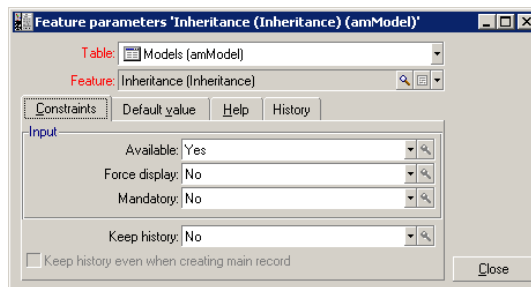 Feature parameters 'Inheritance (Inheritance) (amModel)'
Table: Models (amModel)
Feature: Inheritance (Inheritance)
Constraints Default value Help History
Input
Available: Yes
Force display: No
Mandatory: No
Keep history: No
Keep history even when creating main record
Close